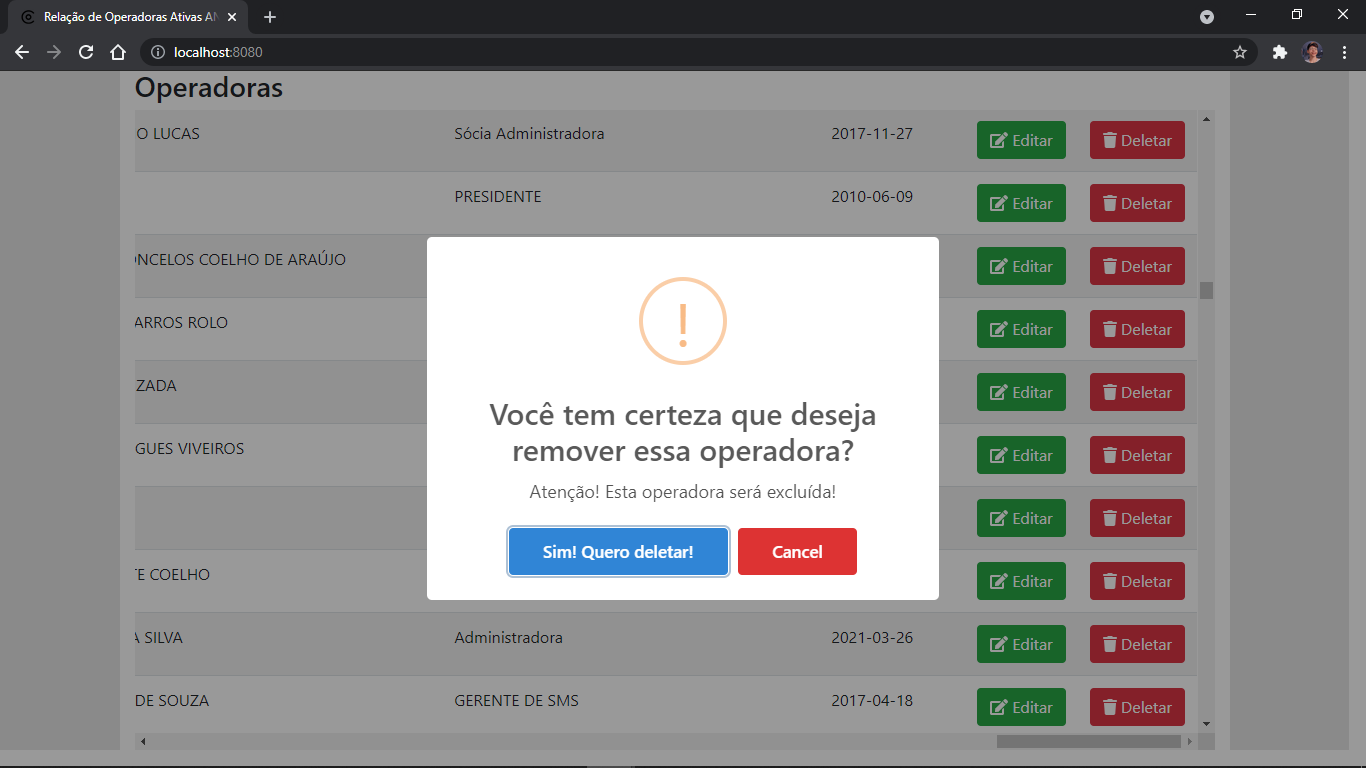 Relação de Operadoras Ativas AN
localhost:8080
Operadoras
O LUCAS Sócia Administradora 2017-11-27 Editar Deletar
PRESIDENTE 2010-06-09 Editar Deletar
ONCELOS COELHO DE ARAÚJO Editar Deletar
ARROS ROLO Editar Deletar
ZADA Editar Deletar
GUES VIVEIROS Editar Deletar
Editar Deletar
TE COELHO Editar Deletar
A SILVA Administradora 2021-03-26 Editar Deletar
DE SOUZA GERENTE DE SMS 2017-04-18 Editar Deletar
!
Você tem certeza que deseja
remover essa operadora?
Atenção! Esta operadora será excluída!
Sim! Quero deletar! Cancel